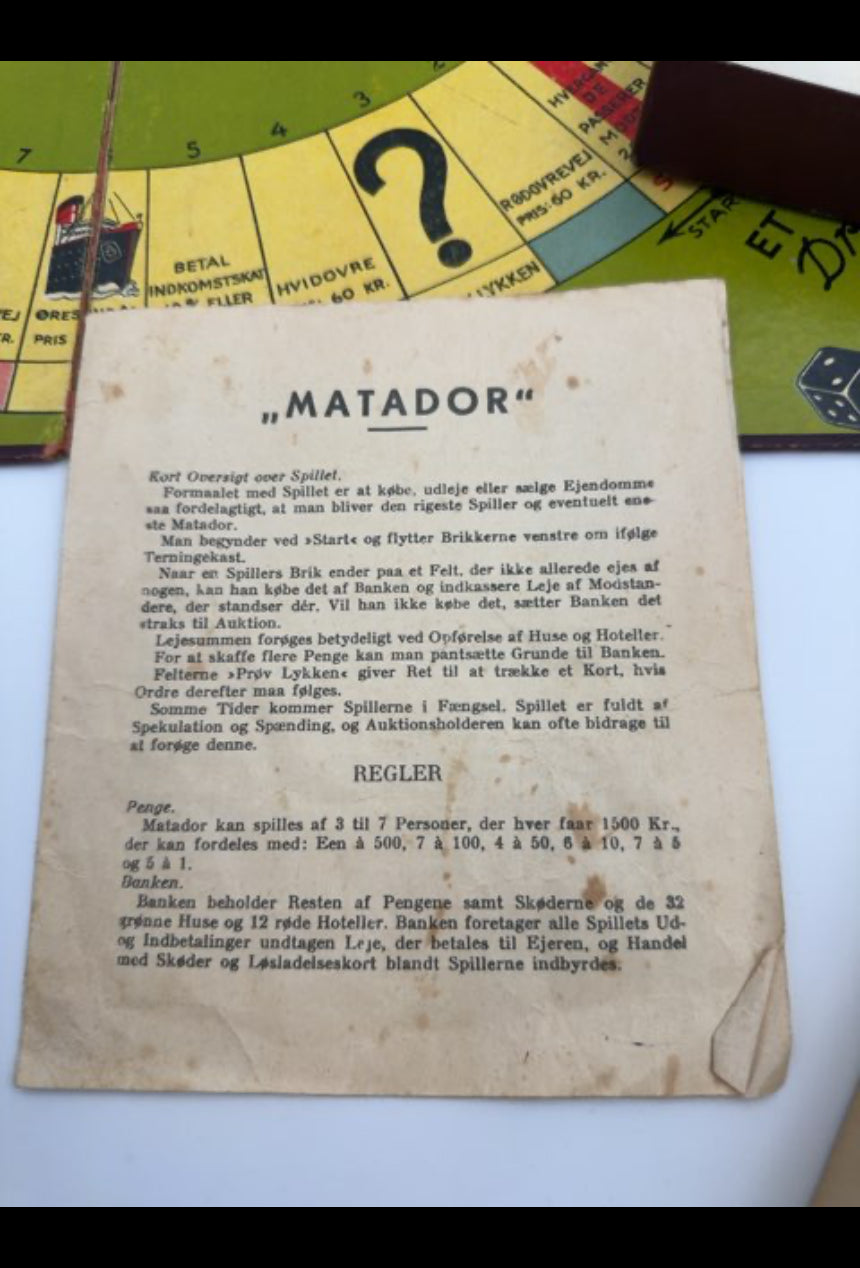 2
3
4
5
7
HVERGANG
DE
PASSERER
RØDOVREVEJ
PRIS: 60 KR.
START
ET
BETAL
INDKOMSTSKAT
10 % ELLER
HVIDOVRE
60 KR.
LYKKEN
?
PRIS
„MATADOR“
Kort Oversigt over Spillet.
Formaalet med Spillet er at købe, udleje eller sælge Ejendomme
saa fordelagtigt, at man bliver den rigeste Spiller og eventuelt ene-
ste Matador.
Man begynder ved »Start« og flytter Brikkerne venstre om ifølge
Terningekast.
Naar en Spillers Brik ender paa et Felt, der ikke allerede ejes af
nogen, kan han købe det af Banken og indkassere Leje af Modstan-
dere, der standser dér. Vil han ikke købe det, sætter Banken det
straks til Auktion.
Lejesummen forøges betydeligt ved Opførelse af Huse og Hoteller.
For at skaffe flere Penge kan man pantsætte Grunde til Banken.
Felterne »Prøv Lykken« giver Ret til at trække et Kort, hvis
Ordre derefter maa følges.
Somme Tider kommer Spillerne i Fængsel. Spillet er fuldt af
Spekulation og Spænding, og Auktionsholderen kan ofte bidrage til
at forøge denne.
REGLER
Penge.
Matador kan spilles af 3 til 7 Personer, der hver faar 1500 Kr.,
der kan fordeles med: Een à 500, 7 à 100, 4 à 50, 6 à 10, 7 à 5
og 5 à 1.
Banken.
Banken beholder Resten af Pengene samt Skøderne og de 32
grønne Huse og 12 røde Hoteller. Banken foretager alle Spillets Ud-
og Indbetalinger undtagen Leje, der betales til Ejeren, og Handel
med Skøder og Løsladelseskort blandt Spillerne indbyrdes.